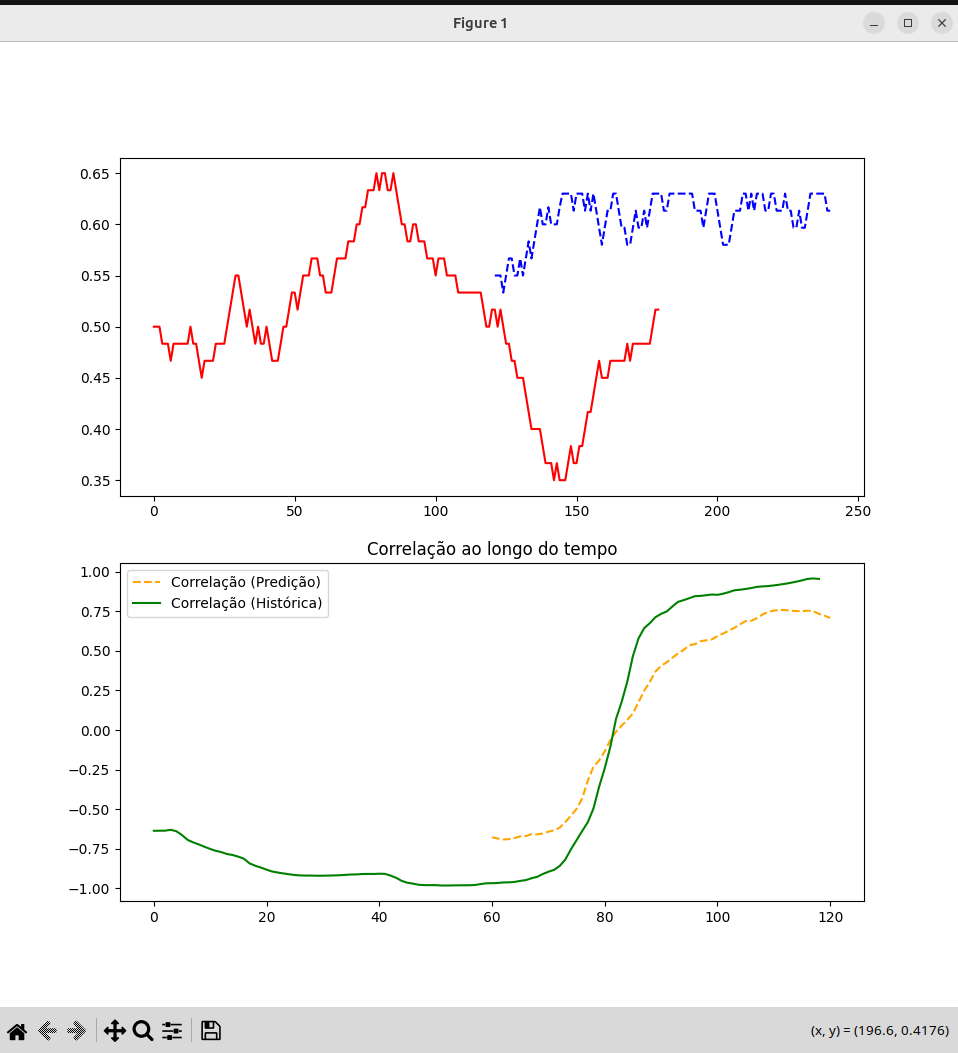 Figure 1
0.65
0.60
0.55
0.50
0.45
0.40
0.35
0 50 100 150 200 250
Correlação ao longo do tempo
1.00
0.75
0.50
0.25
0.00
−0.25
−0.50
−0.75
−1.00
Correlação (Predição)
Correlação (Histórica)
0 20 40 60 80 100 120
(x, y) = (196.6, 0.4176)